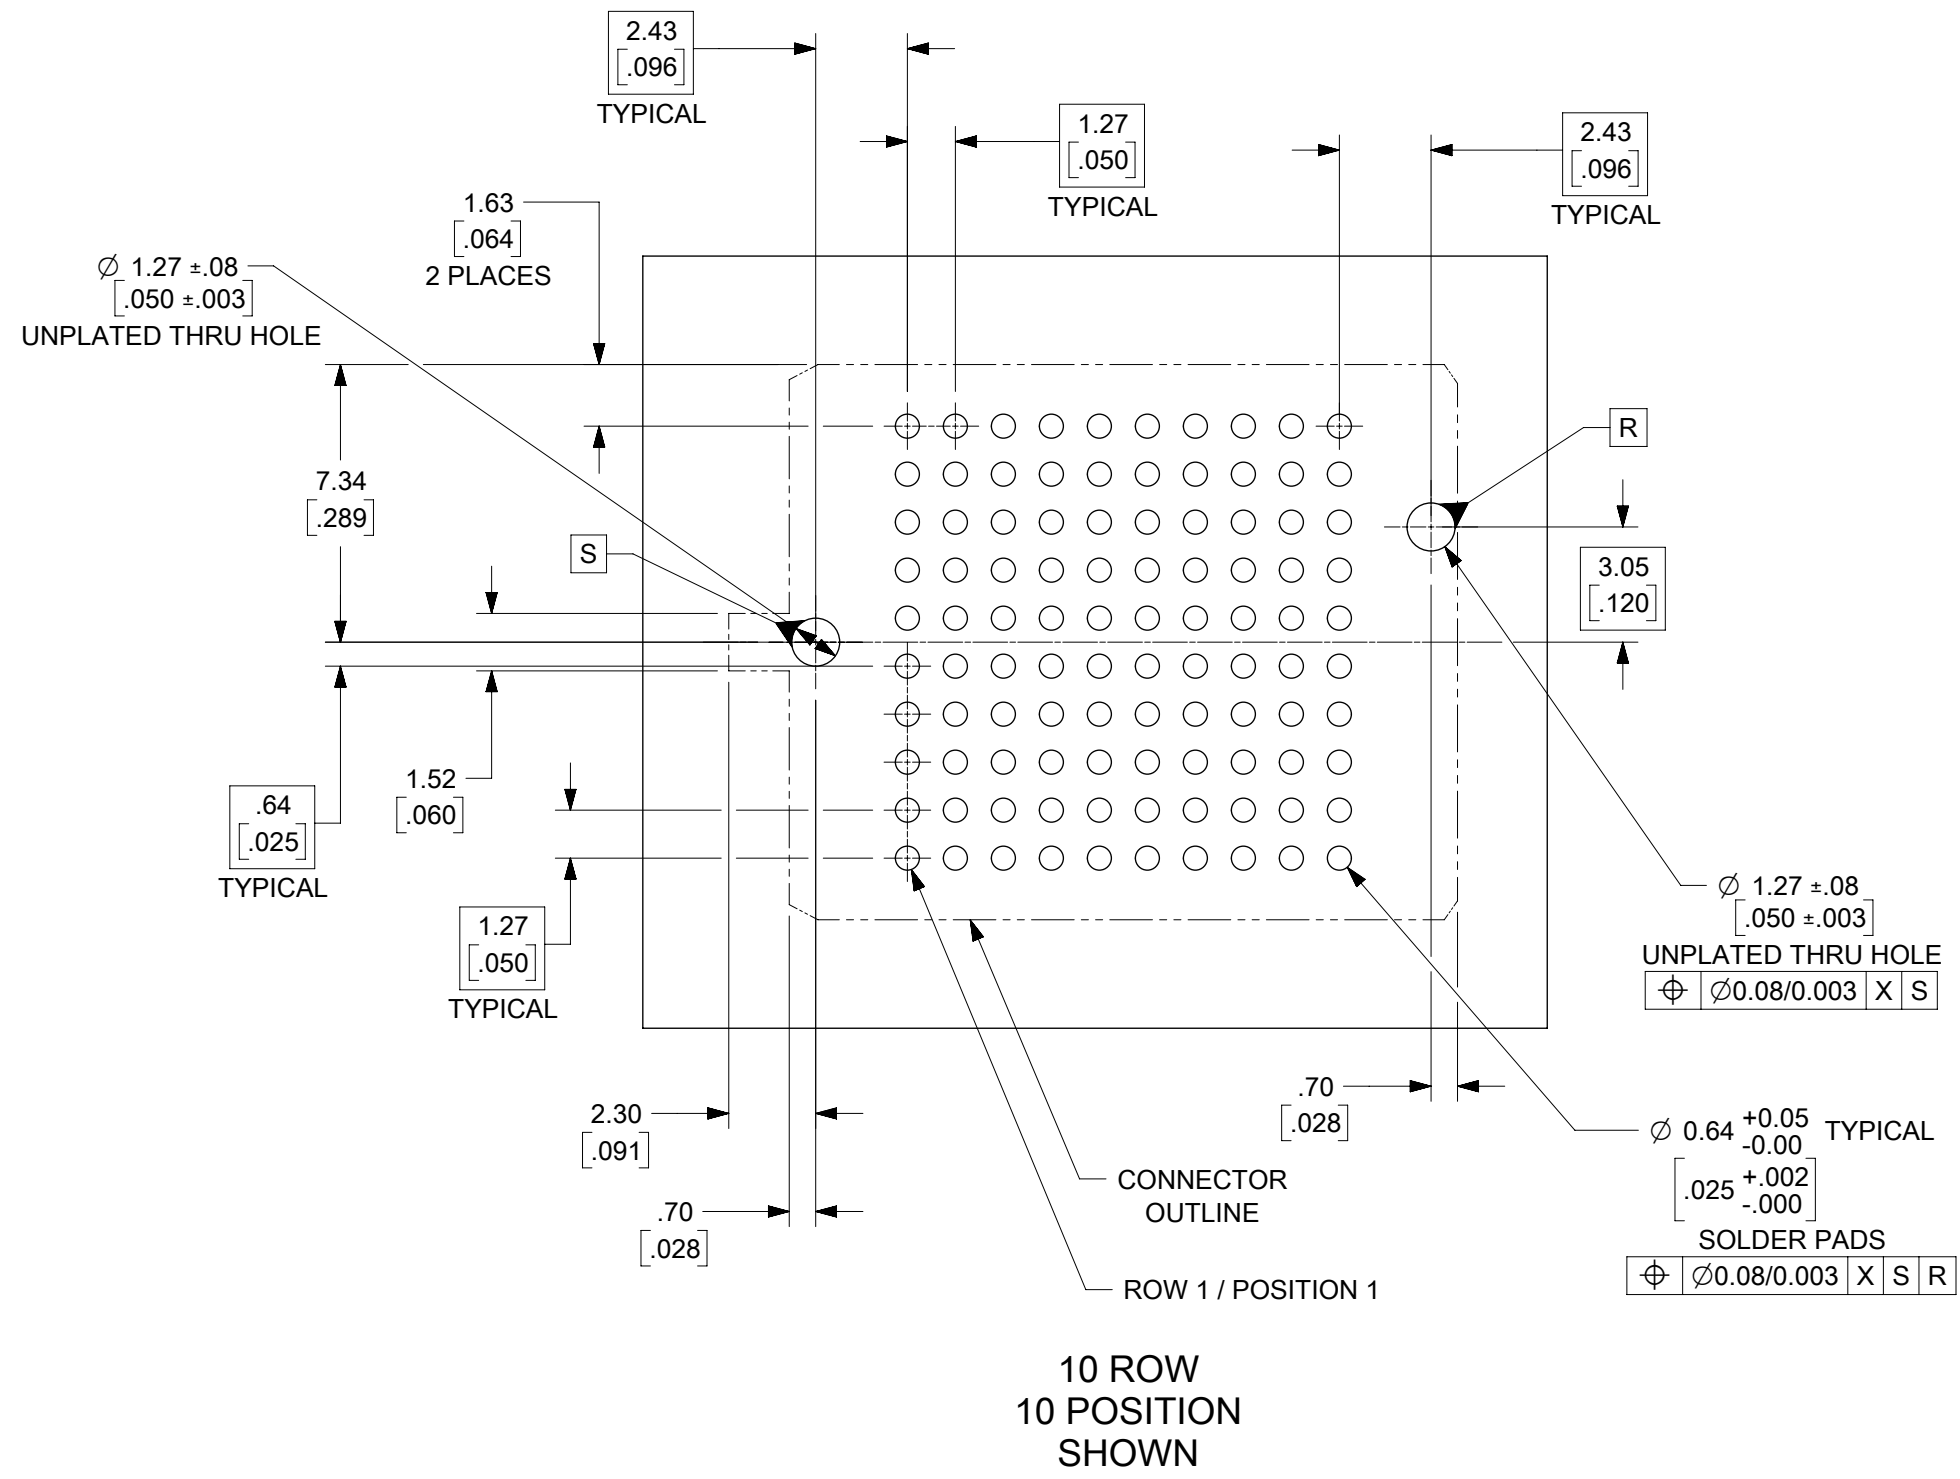 2.43
[.096]
TYPICAL
1.27
[.050]
TYPICAL
2.43
[.096]
TYPICAL
1.63
[.064]
2 PLACES
∅ 1.27 ±.08
[.050 ±.003]
UNPLATED THRU HOLE
R
7.34
[.289]
S
3.05
[.120]
.64
[.025]
TYPICAL
1.52
[.060]
1.27
[.050]
TYPICAL
∅ 1.27 ±.08
[.050 ±.003]
UNPLATED THRU HOLE
⌖ ∅0.08/0.003 X S
2.30
[.091]
.70
[.028]
.70
[.028]
CONNECTOR
OUTLINE
ROW 1 / POSITION 1
∅ 0.64 +0.05 -0.00 TYPICAL
[.025 +.002 -.000]
SOLDER PADS
⌖ ∅0.08/0.003 X S R
10 ROW
10 POSITION
SHOWN